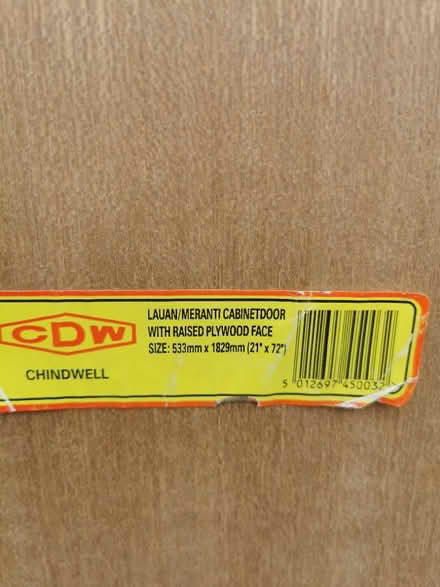 CDW
CHINDWELL
LAUAN/MERANTI CABINETDOOR
WITH RAISED PLYWOOD FACE
SIZE: 533mm x 1829mm (21" x 72")
5 012697 450032